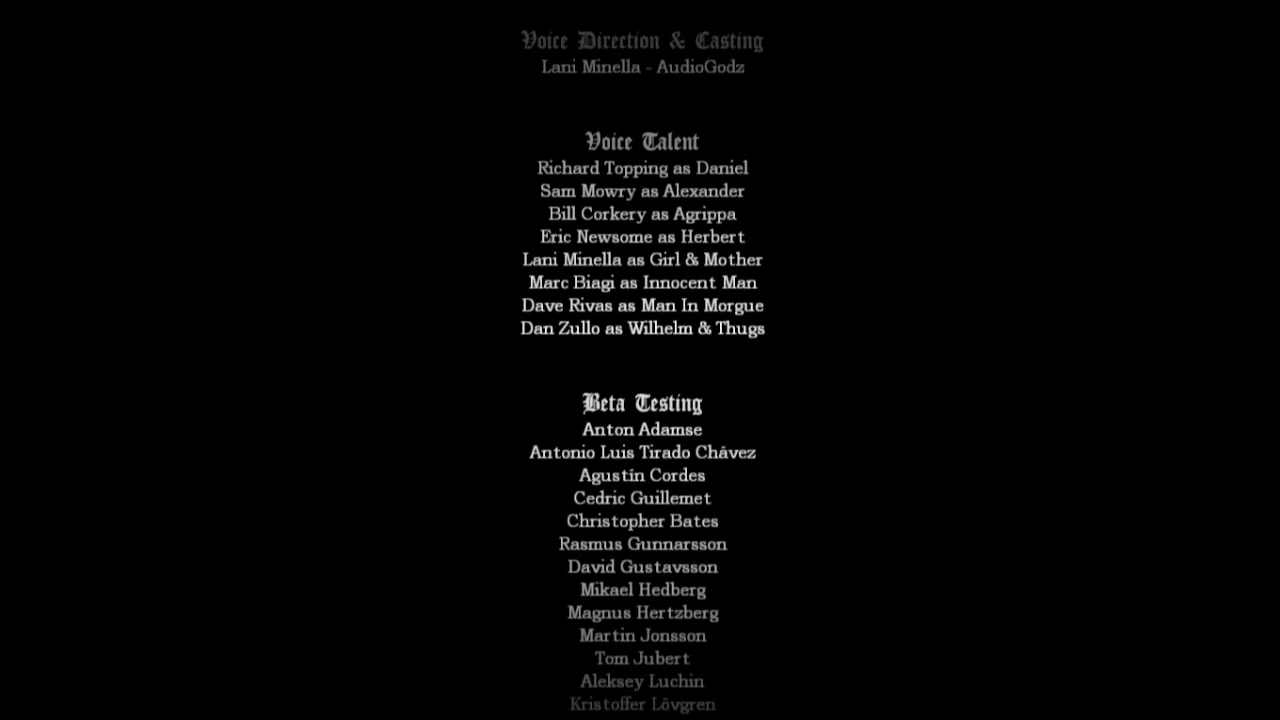 Voice Direction & Casting
Lani Minella - AudioGodz
Voice Talent
Richard Topping as Daniel
Sam Mowry as Alexander
Bill Corkery as Agrippa
Eric Newsome as Herbert
Lani Minella as Girl & Mother
Marc Biagi as Innocent Man
Dave Rivas as Man In Morgue
Dan Zullo as Wilhelm & Thugs
Beta Testing
Anton Adamse
Antonio Luis Tirado Chávez
Agustín Cordes
Cedric Guillemet
Christopher Bates
Rasmus Gunnarsson
David Gustavsson
Mikael Hedberg
Magnus Hertzberg
Martin Jonsson
Tom Jubert
Aleksey Luchin
Kristoffer Lövgren